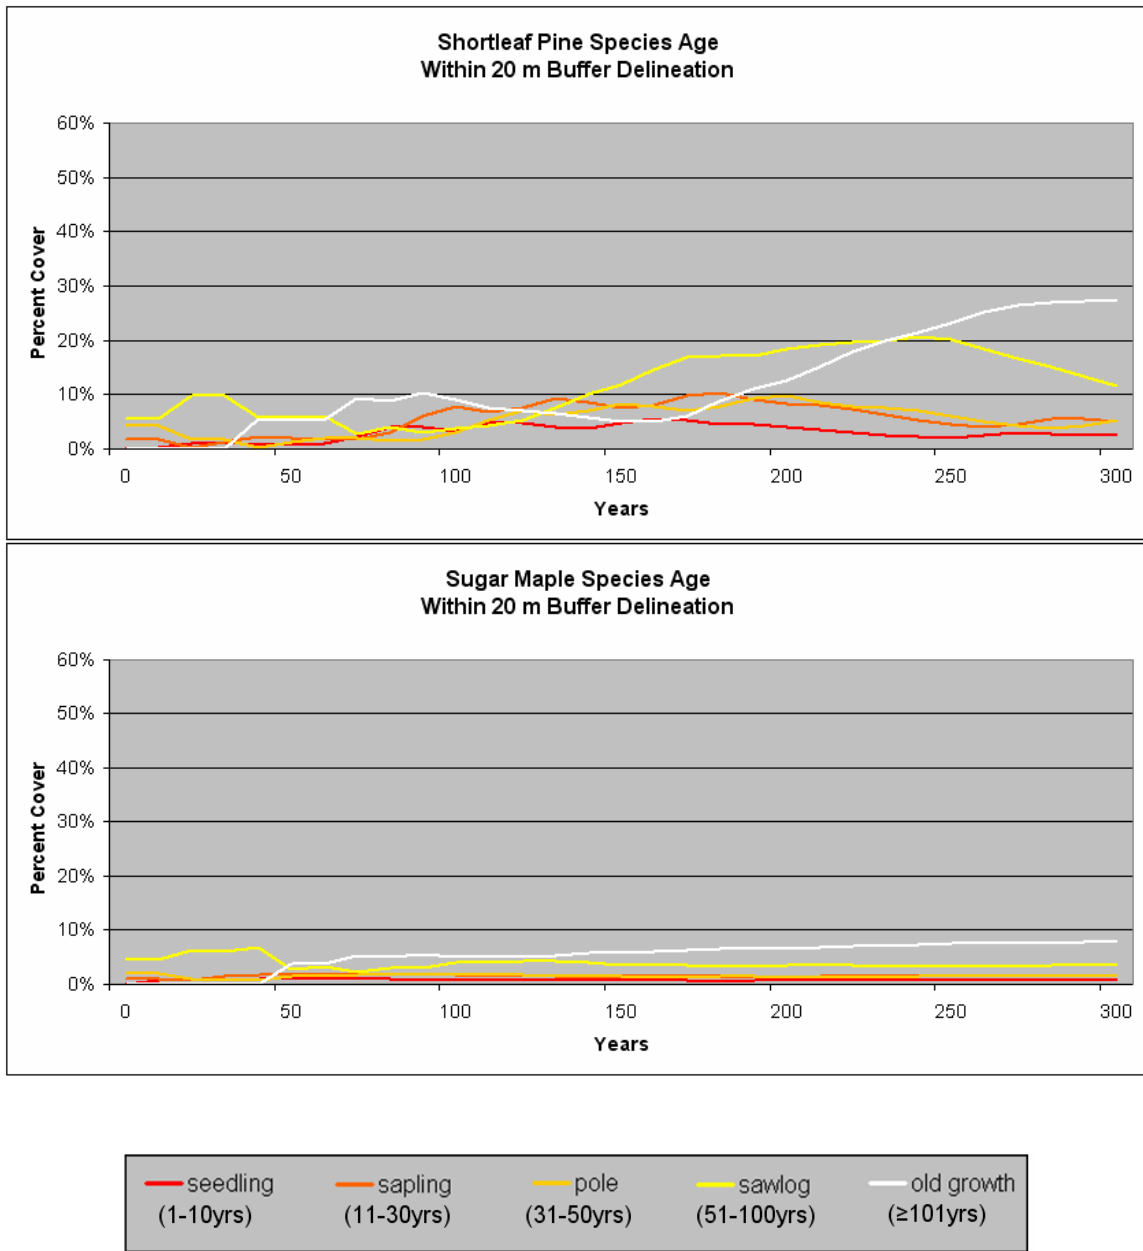 Shortleaf Pine Species Age
Within 20 m Buffer Delineation
60%
50%
40%
30%
20%
10%
0%
Percent Cover
0 50 100 150 200 250 300
Years
Sugar Maple Species Age
Within 20 m Buffer Delineation
60%
50%
40%
30%
20%
10%
0%
Percent Cover
0 50 100 150 200 250 300
Years
seedling sapling pole sawlog old growth
(1-10yrs) (11-30yrs) (31-50yrs) (51-100yrs) (≥101yrs)